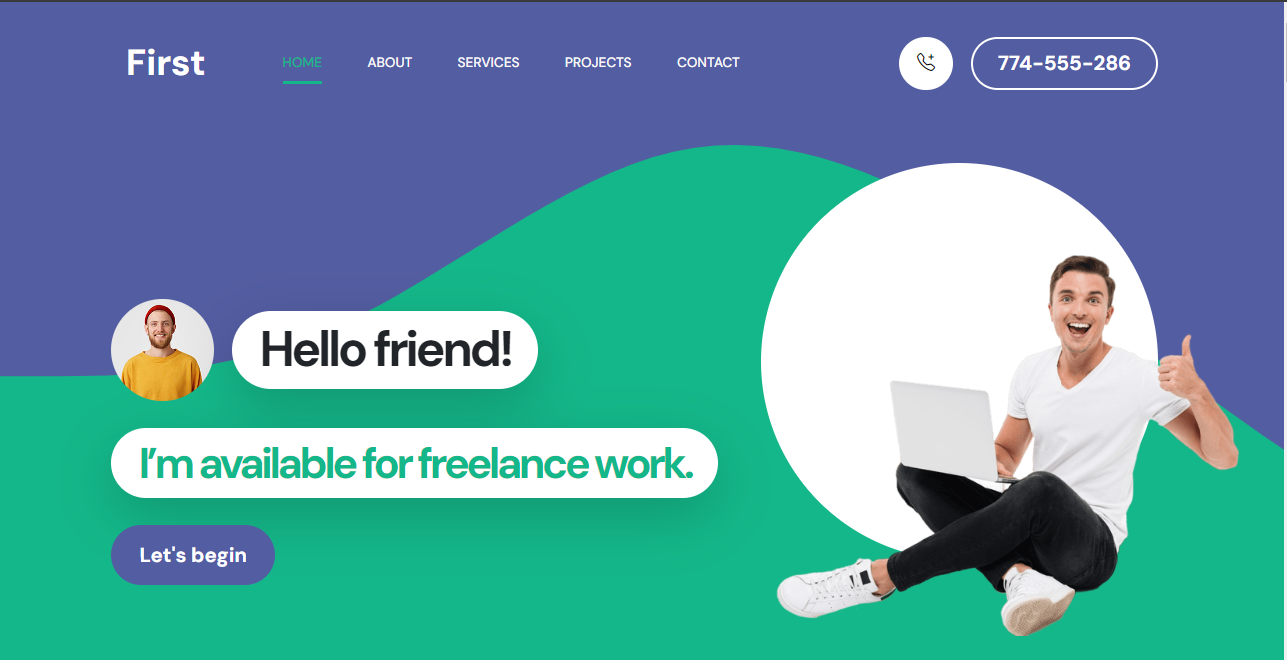 First
HOME
ABOUT
SERVICES
PROJECTS
CONTACT
774-555-286
Hello friend!
I’m available for freelance work.
Let's begin